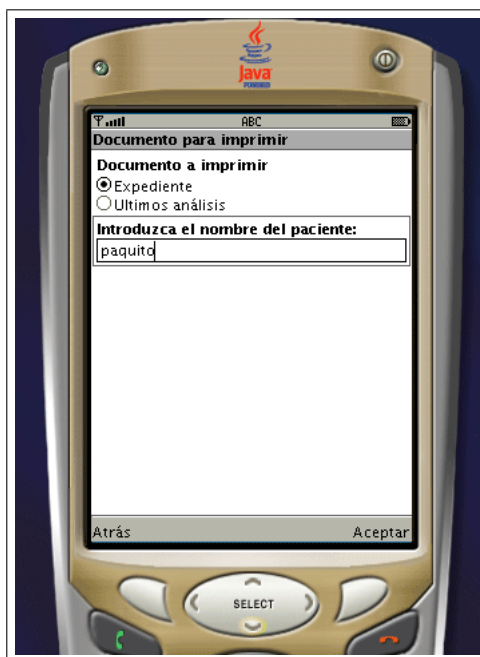 Java
POWERED
ABC
Documento para imprimir
Documento a imprimir
Expediente
Ultimos análisis
Introduzca el nombre del paciente:
paquito
Atrás Aceptar
SELECT